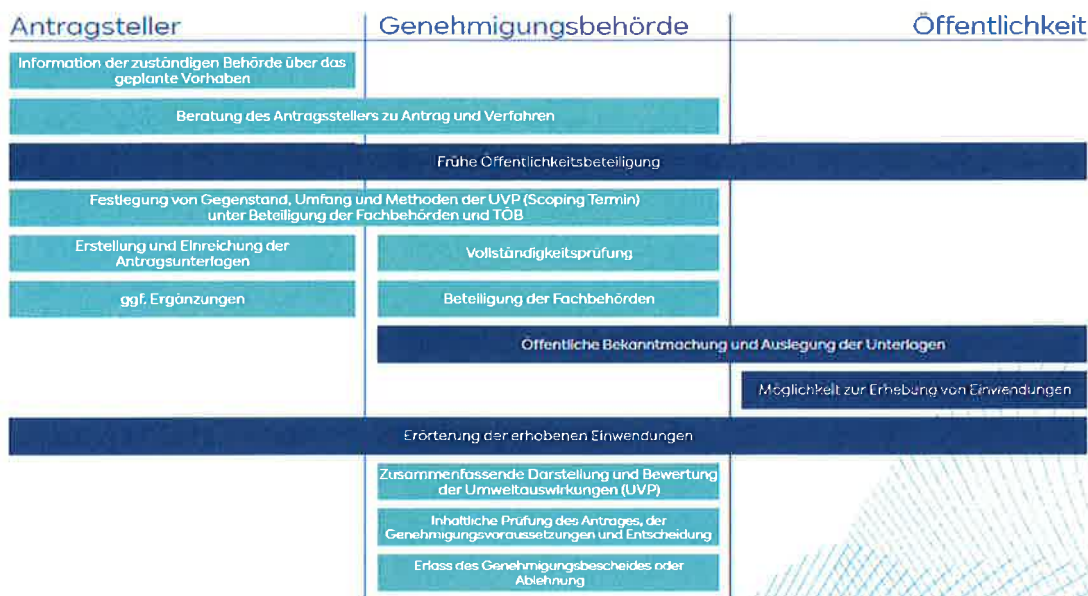 Antragsteller
Genehmigungsbehörde
Öffentlichkeit
Information der zuständigen Behörde über das
geplante Vorhaben
Beratung des Antragsstellers zu Antrag und Verfahren
Frühe Öffentlichkeitsbeteiligung
Festlegung von Gegenstand, Umfang und Methoden der UVP (Scoping Termin)
unter Beteiligung der Fachbehörden und TÖB
Erstellung und Einreichung der
Antragsunterlagen
Vollständigkeitsprüfung
ggf. Ergänzungen
Beteiligung der Fachbehörden
Öffentliche Bekanntmachung und Auslegung der Unterlagen
Möglichkeit zur Erhebung von Einwendungen
Erörterung der erhobenen Einwendungen
Zusammenfassende Darstellung und Bewertung
der Umweltauswirkungen (UVP)
Inhaltliche Prüfung des Antrages, der
Genehmigungsvoraussetzungen und Entscheidung
Erlass des Genehmigungsbescheides oder
Ablehnung